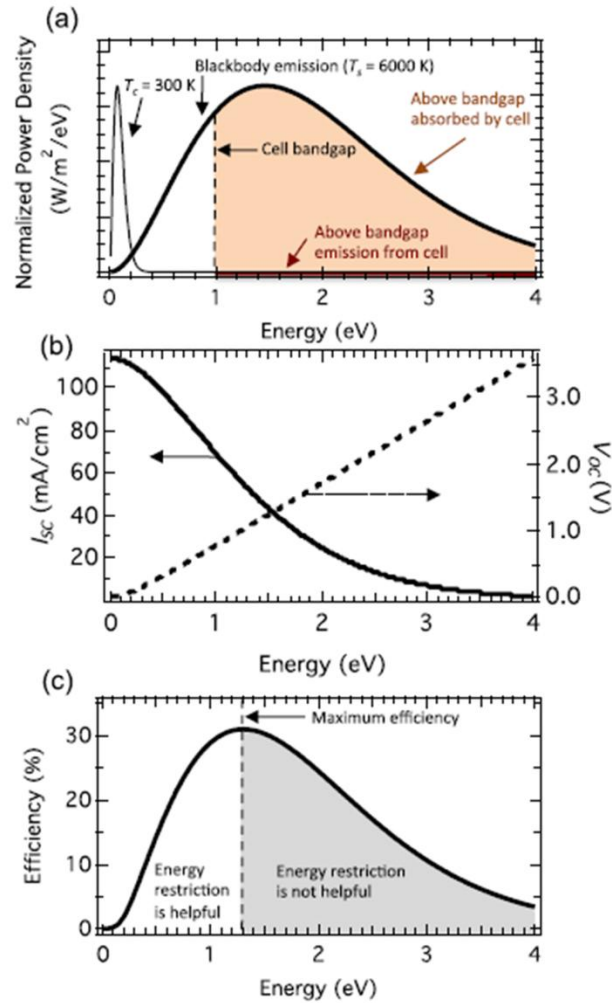 (a)
Normalized Power Density
(W/m²/eV)
Blackbody emission (Tₛ = 6000 K)
T_c = 300 K
Above bandgap
absorbed by cell
Cell bandgap
Above bandgap
emission from cell
0 1 2 3 4
Energy (eV)
(b)
100
80
60
40
20
I_SC (mA/cm²)
3.0
2.0
1.0
0.0
V_OC (V)
0 1 2 3 4
Energy (eV)
(c)
Maximum efficiency
30
20
10
0
Efficiency (%)
Energy
restriction
is helpful
Energy restriction
is not helpful
0 1 2 3 4
Energy (eV)